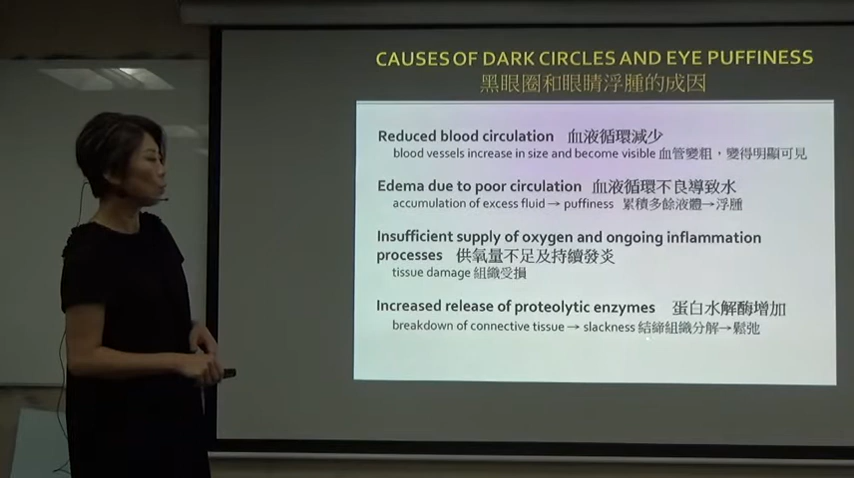 CAUSES OF DARK CIRCLES AND EYE PUFFINESS
黑眼圈和眼睛浮腫的成因
Reduced blood circulation 血液循環減少
blood vessels increase in size and become visible 血管變粗，變得明顯可見
Edema due to poor circulation 血液循環不良導致水
accumulation of excess fluid → puffiness 累積多餘液體→浮腫
Insufficient supply of oxygen and ongoing inflammation
processes 供氧量不足及持續發炎
tissue damage 組織受損
Increased release of proteolytic enzymes 蛋白水解酶增加
breakdown of connective tissue → slackness 結締組織分解→鬆弛